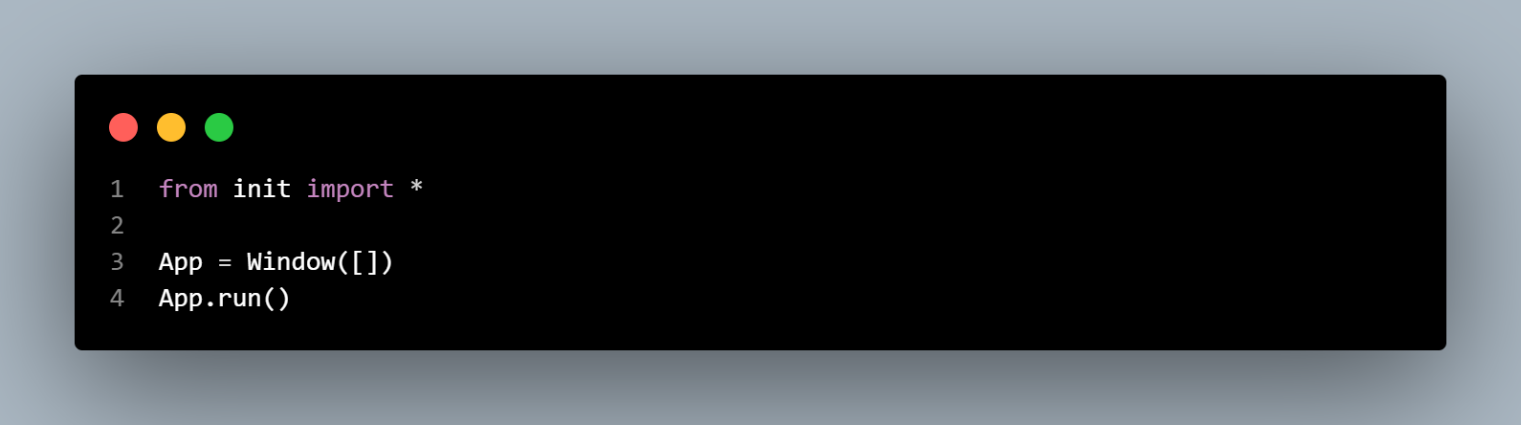 1 from init import *
2
3 App = Window([])
4 App.run()